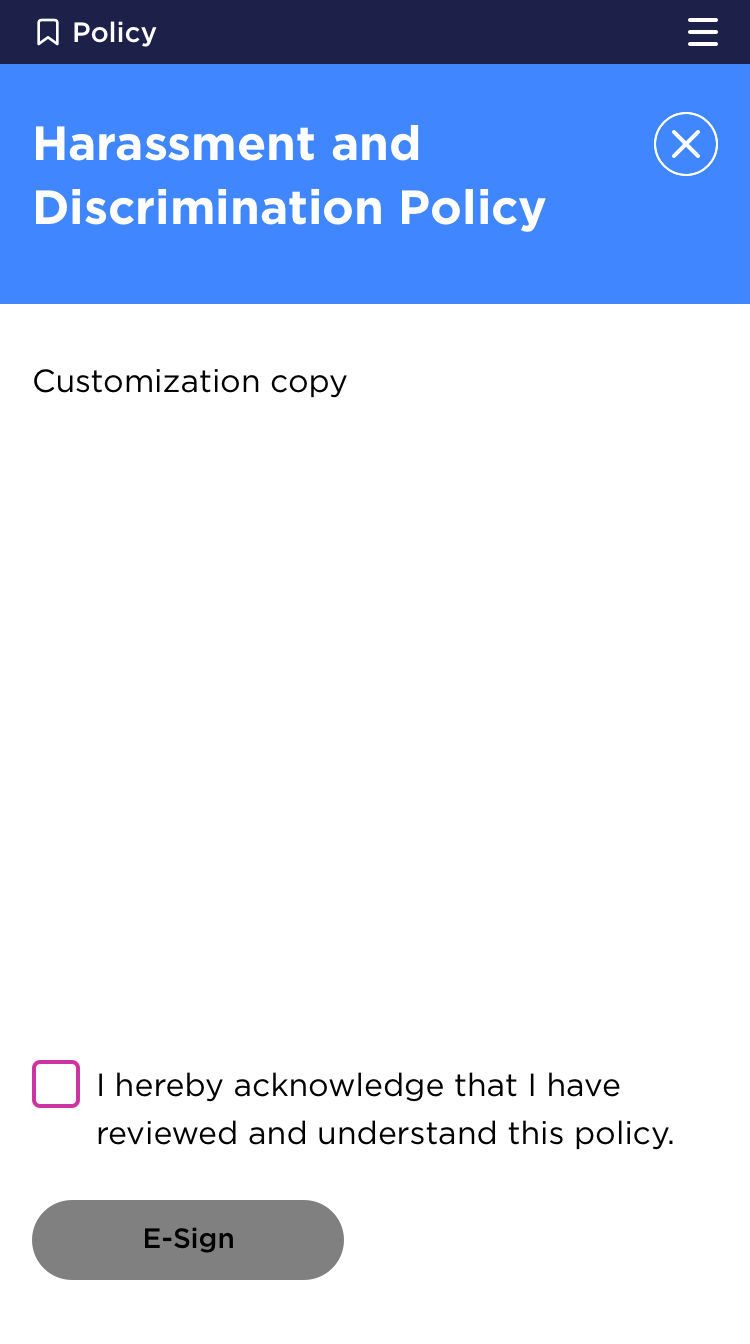 Policy
Harassment and
Discrimination Policy
Customization copy
I hereby acknowledge that I have
reviewed and understand this policy.
E-Sign